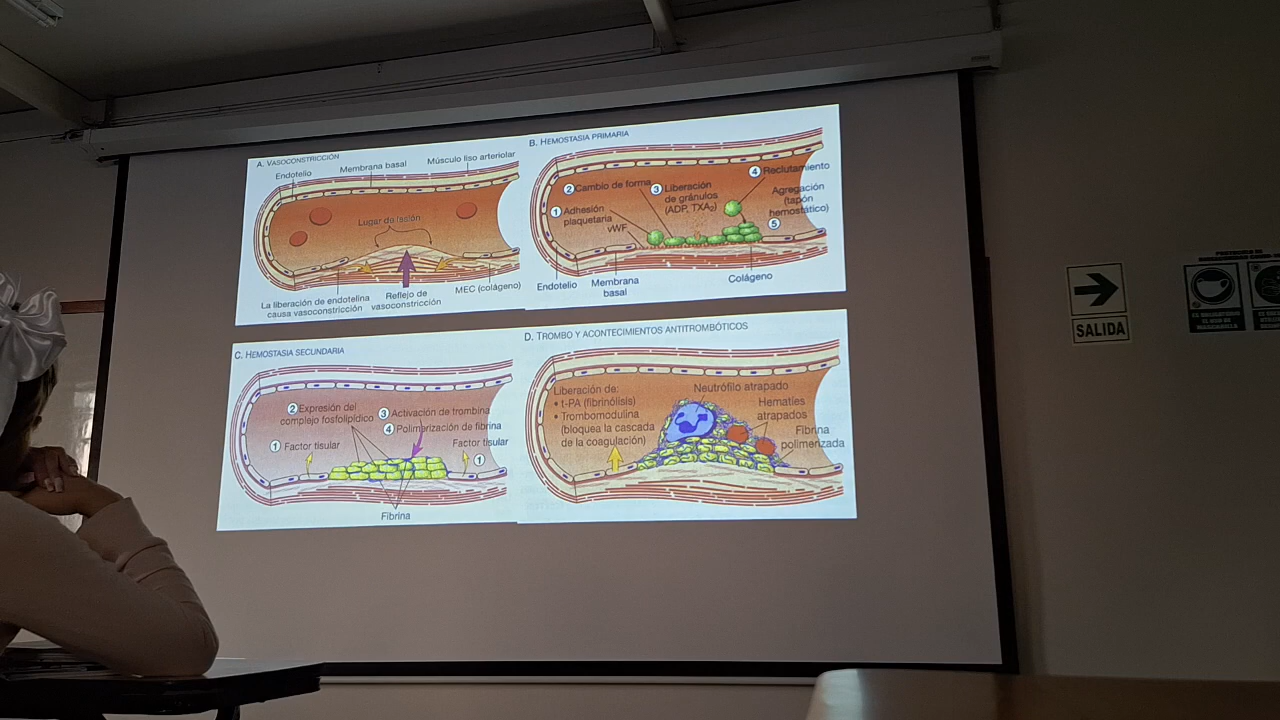 A. VASOCONSTRICCIÓN
Endotelio
Membrana basal
Músculo liso arteriolar
Lugar de lesión
La liberación de endotelina
causa vasoconstricción
Reflejo de
vasoconstricción
MEC (colágeno)
B. HEMOSTASIA PRIMARIA
2 Cambio de forma
3 Liberación
de gránulos
(ADP, TXA₂)
4 Reclutamiento
1 Adhesión
plaquetaria
vWF
Agregación
(tapón
hemostático)
5
Endotelio
Membrana
basal
Colágeno
C. HEMOSTASIA SECUNDARIA
2 Expresión del
complejo fosfolipídico
3 Activación de trombina
4 Polimerización de fibrina
1 Factor tisular
Factor tisular
1
Fibrina
D. TROMBO Y ACONTECIMIENTOS ANTITROMBÓTICOS
Liberación de:
• t-PA (fibrinólisis)
• Trombomodulina
(bloquea la cascada
de la coagulación)
Neutrófilo atrapado
Hematíes
atrapados
Fibrina
polimerizada
SALIDA